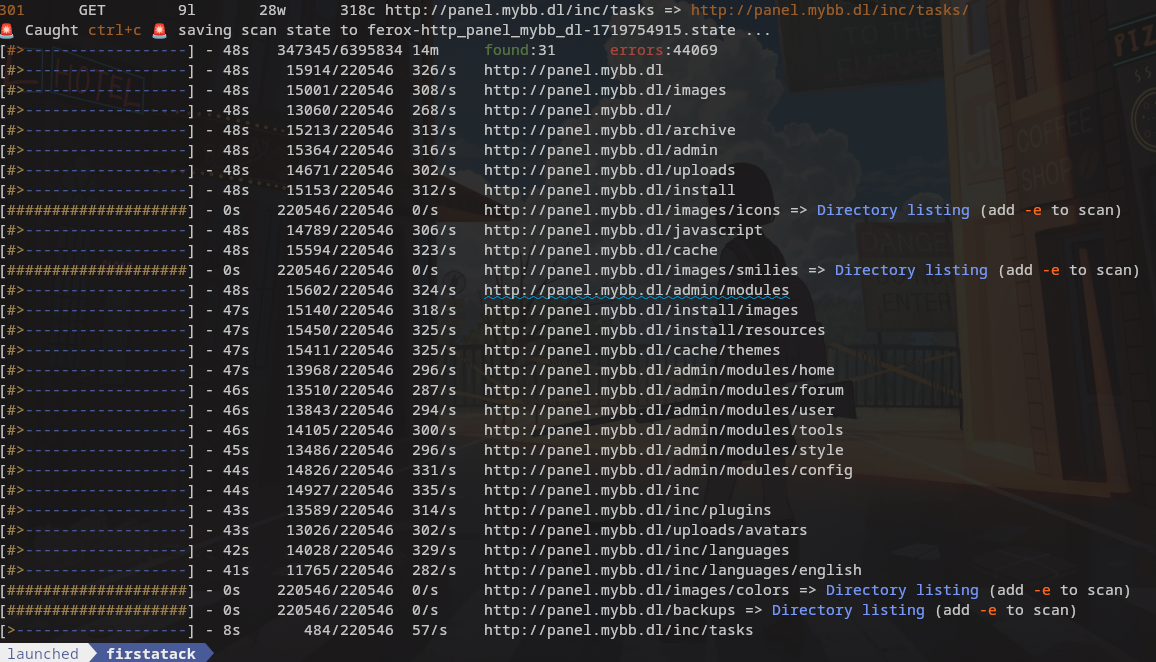 301      GET        9l       28w      318c http://panel.mybb.dl/inc/tasks => http://panel.mybb.dl/inc/tasks/
🚨 Caught ctrl+c 🚨 saving scan state to ferox-http_panel_mybb_dl-1719754915.state ...
[#>------------------] - 48s   347345/6395834 14m     found:31      errors:44069
[#>------------------] - 48s    15914/220546  326/s   http://panel.mybb.dl
[#>------------------] - 48s    15001/220546  308/s   http://panel.mybb.dl/images
[#>------------------] - 48s    13060/220546  268/s   http://panel.mybb.dl/
[#>------------------] - 48s    15213/220546  313/s   http://panel.mybb.dl/archive
[#>------------------] - 48s    15364/220546  316/s   http://panel.mybb.dl/admin
[#>------------------] - 48s    14671/220546  302/s   http://panel.mybb.dl/uploads
[#>------------------] - 48s    15153/220546  312/s   http://panel.mybb.dl/install
[####################] - 0s    220546/220546  0/s     http://panel.mybb.dl/images/icons => Directory listing (add -e to scan)
[#>------------------] - 48s    14789/220546  306/s   http://panel.mybb.dl/javascript
[#>------------------] - 48s    15594/220546  323/s   http://panel.mybb.dl/cache
[####################] - 0s    220546/220546  0/s     http://panel.mybb.dl/images/smilies => Directory listing (add -e to scan)
[#>------------------] - 48s    15602/220546  324/s   http://panel.mybb.dl/admin/modules
[#>------------------] - 47s    15140/220546  318/s   http://panel.mybb.dl/install/images
[#>------------------] - 47s    15450/220546  325/s   http://panel.mybb.dl/install/resources
[#>------------------] - 47s    15411/220546  325/s   http://panel.mybb.dl/cache/themes
[#>------------------] - 47s    13968/220546  296/s   http://panel.mybb.dl/admin/modules/home
[#>------------------] - 46s    13510/220546  287/s   http://panel.mybb.dl/admin/modules/forum
[#>------------------] - 46s    13843/220546  294/s   http://panel.mybb.dl/admin/modules/user
[#>------------------] - 46s    14105/220546  300/s   http://panel.mybb.dl/admin/modules/tools
[#>------------------] - 45s    13486/220546  296/s   http://panel.mybb.dl/admin/modules/style
[#>------------------] - 44s    14826/220546  331/s   http://panel.mybb.dl/admin/modules/config
[#>------------------] - 44s    14927/220546  335/s   http://panel.mybb.dl/inc
[#>------------------] - 43s    13589/220546  314/s   http://panel.mybb.dl/inc/plugins
[#>------------------] - 43s    13026/220546  302/s   http://panel.mybb.dl/uploads/avatars
[#>------------------] - 42s    14028/220546  329/s   http://panel.mybb.dl/inc/languages
[#>------------------] - 41s    11765/220546  282/s   http://panel.mybb.dl/inc/languages/english
[####################] - 0s    220546/220546  0/s     http://panel.mybb.dl/images/colors => Directory listing (add -e to scan)
[####################] - 0s    220546/220546  0/s     http://panel.mybb.dl/backups => Directory listing (add -e to scan)
[>-------------------] - 8s       484/220546  57/s    http://panel.mybb.dl/inc/tasks
launched firstatack
HOTEL
COFFEE
SHOP
ENTER